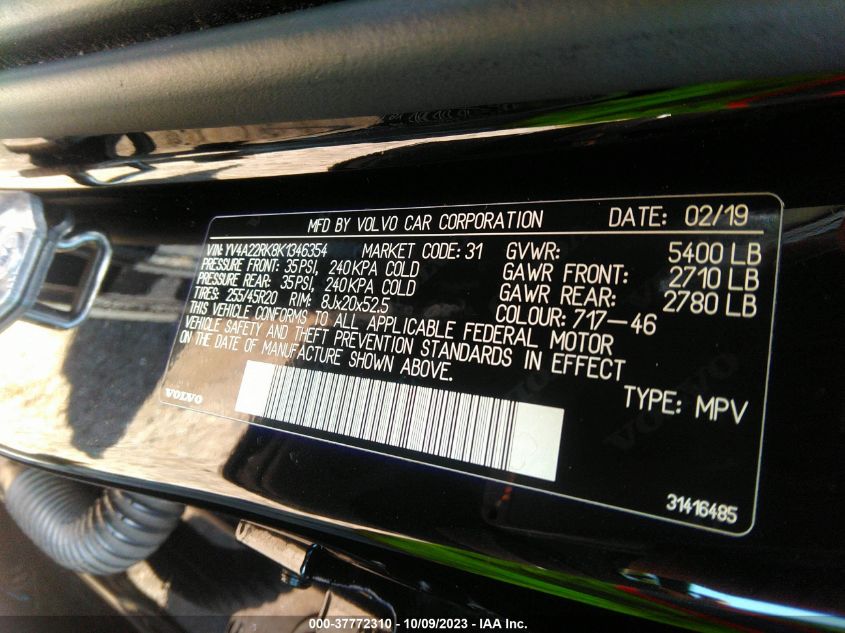 MFD BY VOLVO CAR CORPORATION DATE: 02/19
VIN: YV4A22RK8K1346354 MARKET CODE: 31 GVWR: 5400 LB
PRESSURE FRONT: 35PSI, 240KPA COLD GAWR FRONT: 2710 LB
PRESSURE REAR: 35PSI, 240KPA COLD GAWR REAR: 2780 LB
TIRES: 255/45R20 RIM: 8Jx20x52.5 COLOUR: 717-46
THIS VEHICLE CONFORMS TO ALL APPLICABLE FEDERAL MOTOR
VEHICLE SAFETY AND THEFT PREVENTION STANDARDS IN EFFECT
ON THE DATE OF MANUFACTURE SHOWN ABOVE.
TYPE: MPV
VOLVO
31416485
000-37772310 - 10/09/2023 - IAA Inc.